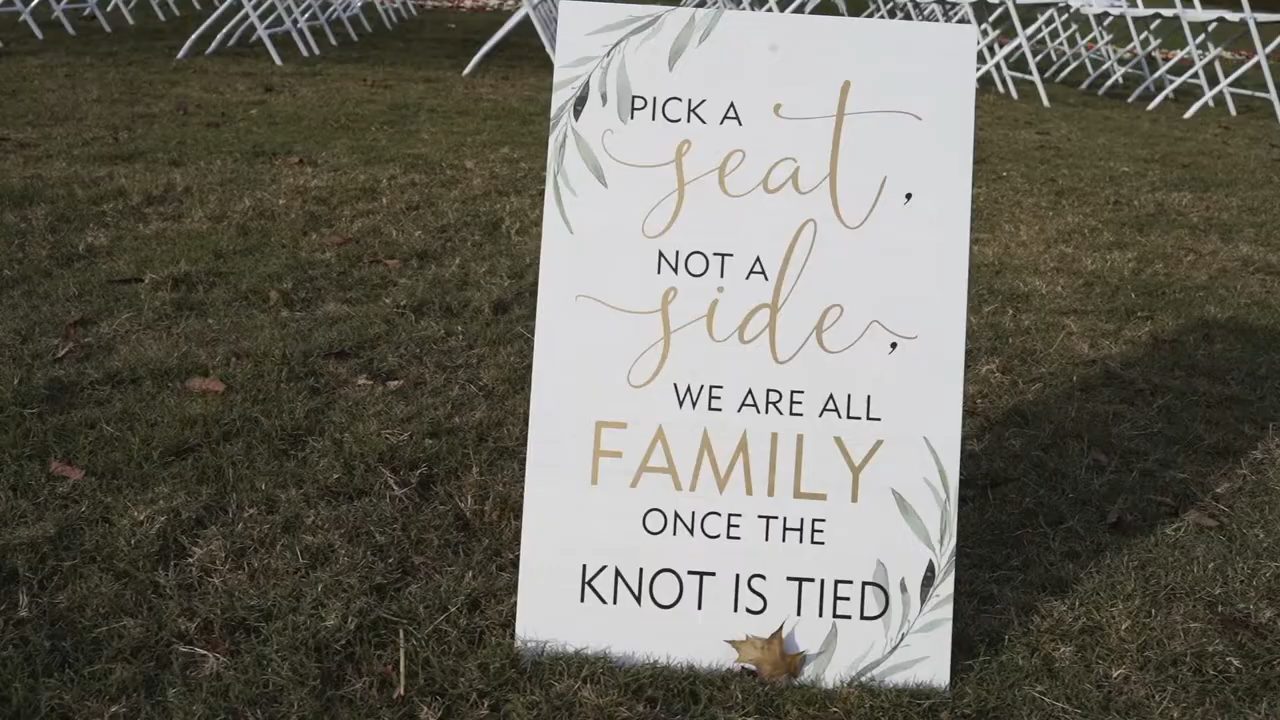 PICK A
seat,
NOT A
side,
WE ARE ALL
FAMILY
ONCE THE
KNOT IS TIED